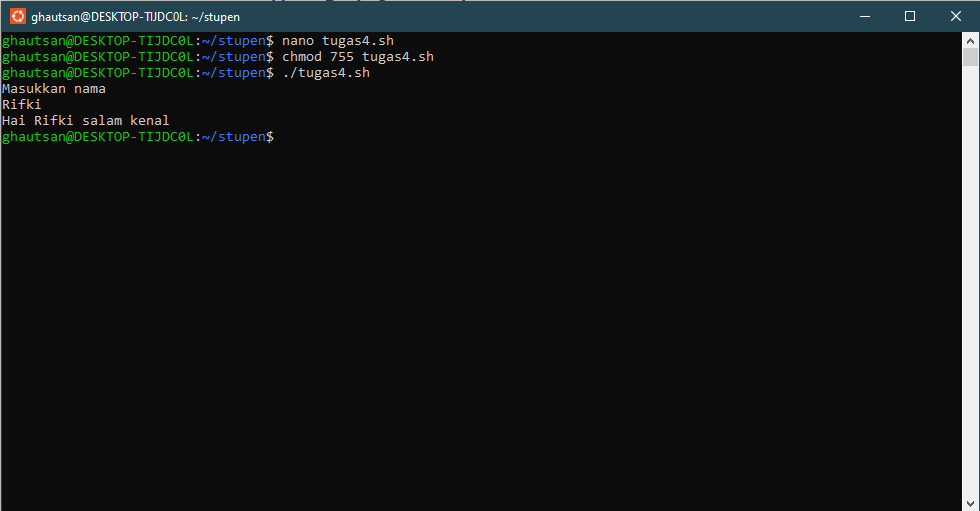 ghautsan@DESKTOP-TIJDC0L: ~/stupen
ghautsan@DESKTOP-TIJDC0L:~/stupen$ nano tugas4.sh
ghautsan@DESKTOP-TIJDC0L:~/stupen$ chmod 755 tugas4.sh
ghautsan@DESKTOP-TIJDC0L:~/stupen$ ./tugas4.sh
Masukkan nama
Rifki
Hai Rifki salam kenal
ghautsan@DESKTOP-TIJDC0L:~/stupen$